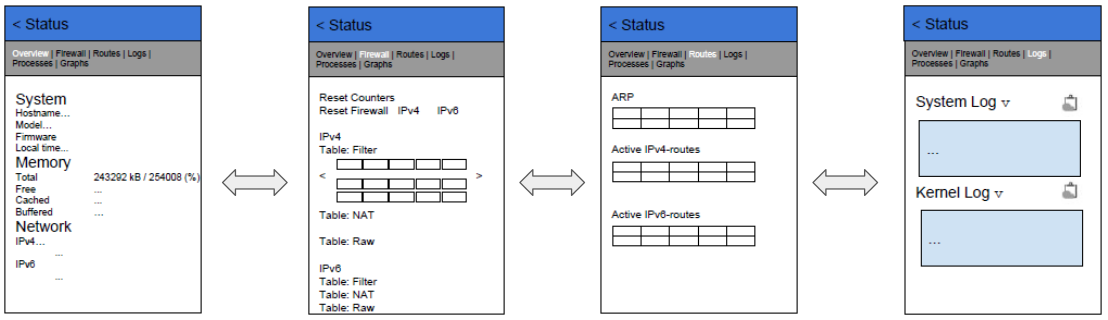 < Status
Overview | Firewall | Routes | Logs |
Processes | Graphs
System
Hostname...
Model...
Firmware
Local time...
Memory
Total 243292 kB / 254008 (%)
Free ...
Cached ...
Buffered ...
Network
IPv4...
...
IPv6
...
< Status
Overview | Firewall | Routes | Logs |
Processes | Graphs
Reset Counters
Reset Firewall IPv4 IPv6
IPv4
Table: Filter
< >
Table: NAT
Table: Raw
IPv6
Table: Filter
Table: NAT
Table: Raw
< Status
Overview | Firewall | Routes | Logs |
Processes | Graphs
ARP
Active IPv4-routes
Active IPv6-routes
< Status
Overview | Firewall | Routes | Logs |
Processes | Graphs
System Log ▿
...
Kernel Log ▿
...